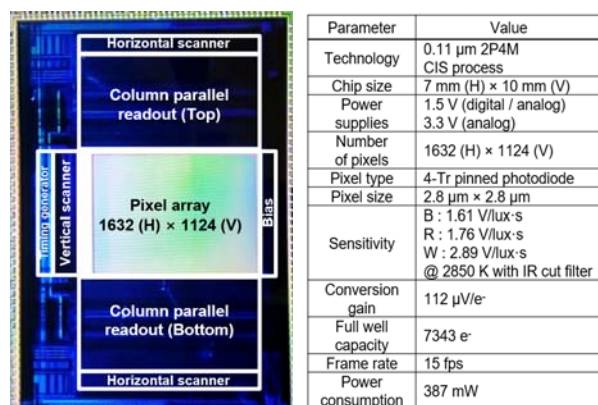 Horizontal scanner
Column parallel
readout (Top)
Timing generator
Vertical scanner
Pixel array
1632 (H) × 1124 (V)
Bias
Column parallel
readout (Bottom)
Horizontal scanner
Parameter Value
Technology 0.11 μm 2P4M
CIS process
Chip size 7 mm (H) × 10 mm (V)
Power
supplies 1.5 V (digital / analog)
3.3 V (analog)
Number
of pixels 1632 (H) × 1124 (V)
Pixel type 4-Tr pinned photodiode
Pixel size 2.8 μm × 2.8 μm
Sensitivity B : 1.61 V/lux·s
R : 1.76 V/lux·s
W : 2.89 V/lux·s
@ 2850 K with IR cut filter
Conversion
gain 112 μV/e-
Full well
capacity 7343 e-
Frame rate 15 fps
Power
consumption 387 mW